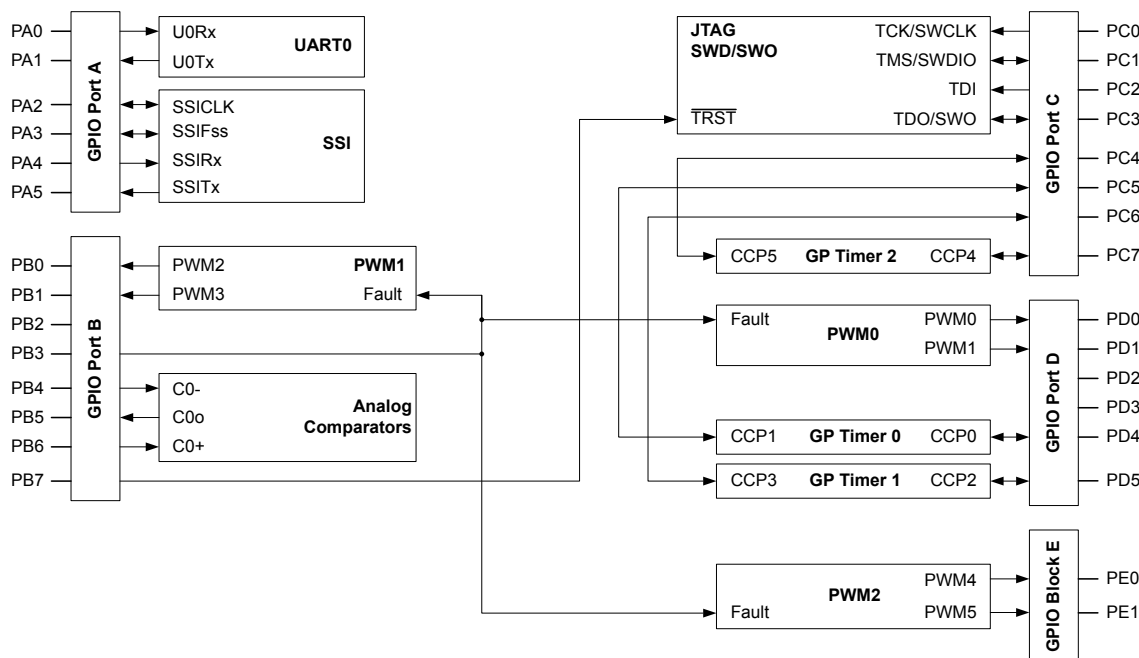 PA0
PA1
PA2
PA3
PA4
PA5
GPIO Port A
U0Rx
U0Tx
UART0
SSICLK
SSIFss
SSIRx
SSITx
SSI
PB0
PB1
PB2
PB3
PB4
PB5
PB6
PB7
GPIO Port B
PWM2
PWM3
PWM1
Fault
C0-
C0o
C0+
Analog
Comparators
JTAG
SWD/SWO
TRST
TCK/SWCLK
TMS/SWDIO
TDI
TDO/SWO
GPIO Port C
PC0
PC1
PC2
PC3
PC4
PC5
PC6
PC7
CCP5 GP Timer 2 CCP4
Fault
PWM0
PWM0
PWM1
CCP1 GP Timer 0 CCP0
CCP3 GP Timer 1 CCP2
GPIO Port D
PD0
PD1
PD2
PD3
PD4
PD5
Fault
PWM2
PWM4
PWM5
GPIO Block E
PE0
PE1